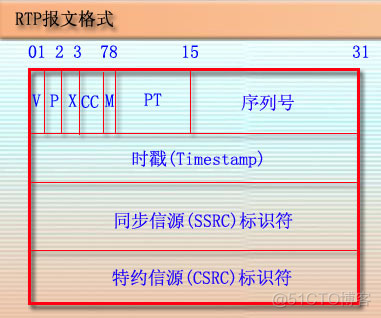 RTP报文格式
01 2 3 78 15 31
V P X CC M PT 序列号
时戳(Timestamp)
同步信源(SSRC)标识符
特约信源(CSRC)标识符
@51CTO博客